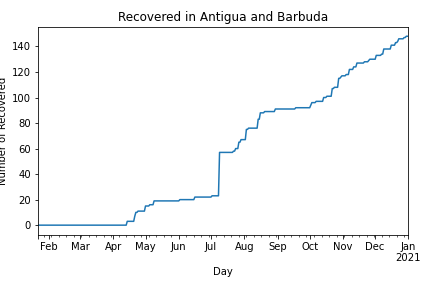 Recovered in Antigua and Barbuda
Number of Recovered
140
120
100
80
60
40
20
0
Feb Mar Apr May Jun Jul Aug Sep Oct Nov Dec Jan
2021
Day